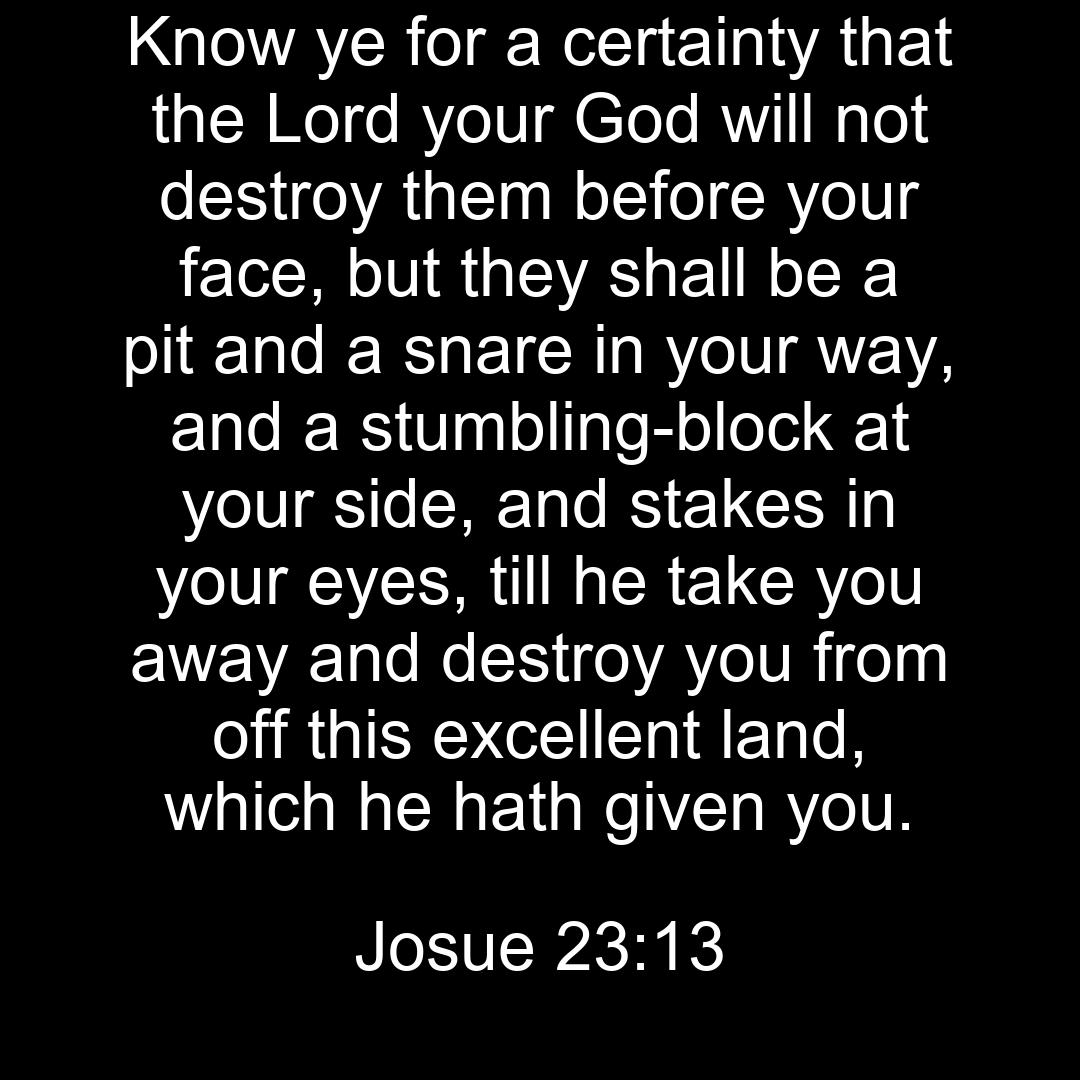 Know ye for a certainty that
the Lord your God will not
destroy them before your
face, but they shall be a
pit and a snare in your way,
and a stumbling-block at
your side, and stakes in
your eyes, till he take you
away and destroy you from
off this excellent land,
which he hath given you.
Josue 23:13